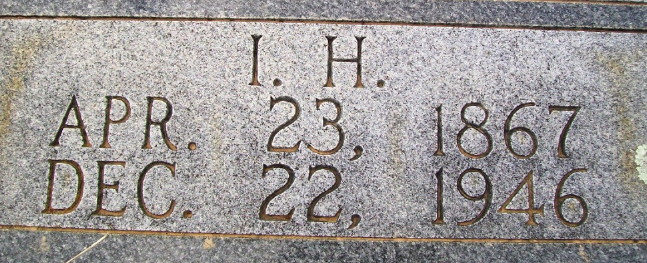 I. H.
APR. 23, 1867
DEC. 22, 1946